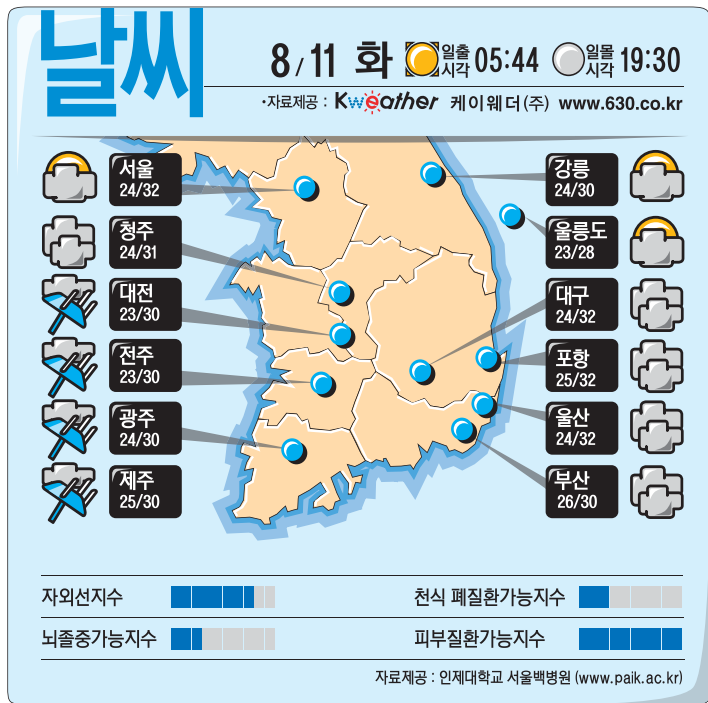 날씨
8/11 화 일출시각 05:44 일몰시각 19:30
•자료제공 : Kweather 케이웨더(주) www.630.co.kr
서울
24/32
청주
24/31
대전
23/30
전주
23/30
광주
24/30
제주
25/30
강릉
24/30
울릉도
23/28
대구
24/32
포항
25/32
울산
24/32
부산
26/30
자외선지수
천식 폐질환가능지수
뇌졸중가능지수
피부질환가능지수
자료제공 : 인제대학교 서울백병원 (www.paik.ac.kr)